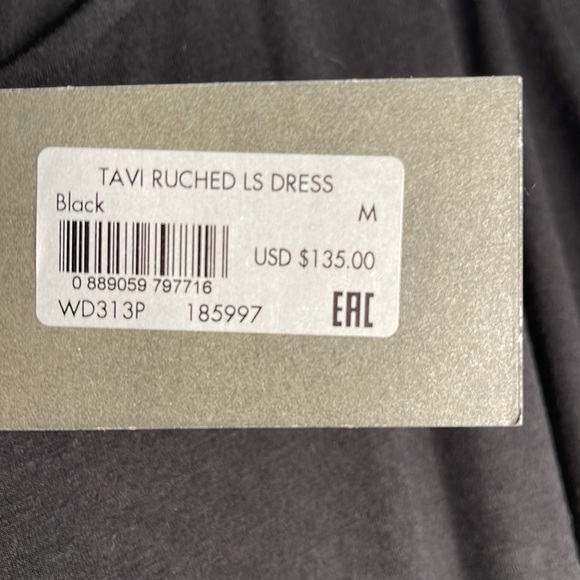 TAVI RUCHED LS DRESS
Black M
USD $135.00
0 889059 797716
WD313P 185997 EAC